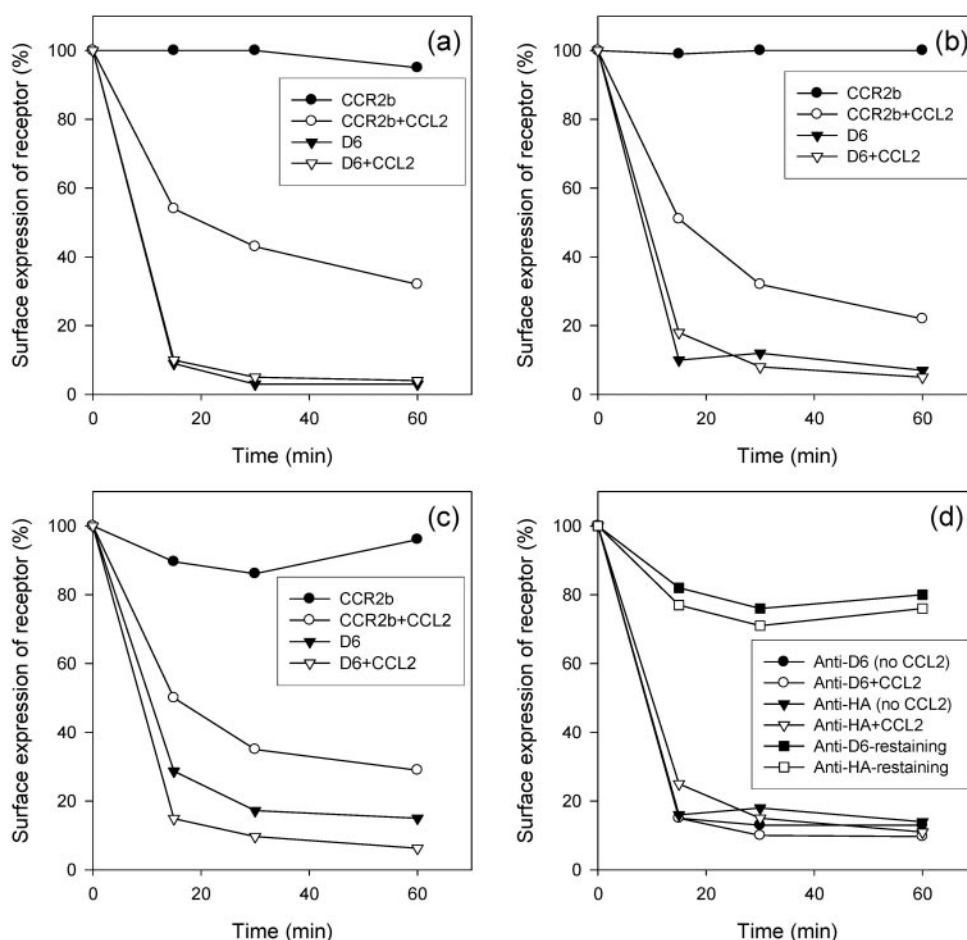 (a)
100
80
60
40
20
0
Surface expression of receptor (%)
CCR2b
CCR2b+CCL2
D6
D6+CCL2
0 20 40 60
Time (min)
(b)
100
80
60
40
20
0
Surface expression of receptor (%)
CCR2b
CCR2b+CCL2
D6
D6+CCL2
0 20 40 60
Time (min)
(c)
100
80
60
40
20
0
Surface expression of receptor (%)
CCR2b
CCR2b+CCL2
D6
D6+CCL2
0 20 40 60
Time (min)
(d)
100
80
60
40
20
0
Surface expression of receptor (%)
Anti-D6 (no CCL2)
Anti-D6+CCL2
Anti-HA (no CCL2)
Anti-HA+CCL2
Anti-D6-restaining
Anti-HA-restaining
0 20 40 60
Time (min)